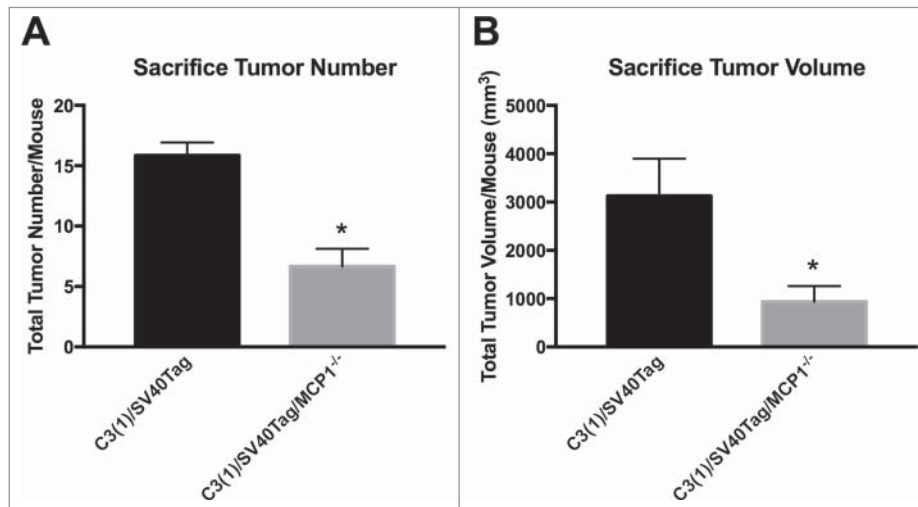 A
Sacrifice Tumor Number
Total Tumor Number/Mouse
20
15
10
5
0
*
C3(1)/SV40Tag
C3(1)/SV40Tag/MCP1-/-
B
Sacrifice Tumor Volume
Total Tumor Volume/Mouse (mm³)
5000
4000
3000
2000
1000
0
*
C3(1)/SV40Tag
C3(1)/SV40Tag/MCP1-/-